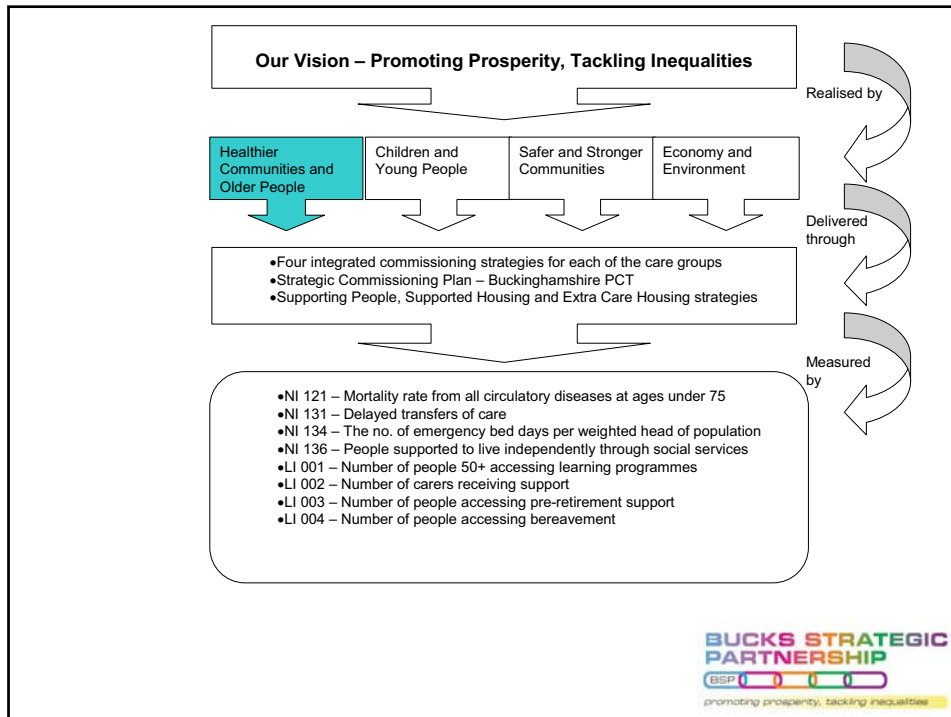 Our Vision – Promoting Prosperity, Tackling Inequalities
Realised by
Healthier
Communities and
Older People
Children and
Young People
Safer and Stronger
Communities
Economy and
Environment
Delivered
through
•Four integrated commissioning strategies for each of the care groups
•Strategic Commissioning Plan – Buckinghamshire PCT
•Supporting People, Supported Housing and Extra Care Housing strategies
Measured
by
•NI 121 – Mortality rate from all circulatory diseases at ages under 75
•NI 131 – Delayed transfers of care
•NI 134 – The no. of emergency bed days per weighted head of population
•NI 136 – People supported to live independently through social services
•LI 001 – Number of people 50+ accessing learning programmes
•LI 002 – Number of carers receiving support
•LI 003 – Number of people accessing pre-retirement support
•LI 004 – Number of people accessing bereavement
BUCKS STRATEGIC
PARTNERSHIP
BSP
promoting prosperity, tackling inequalities